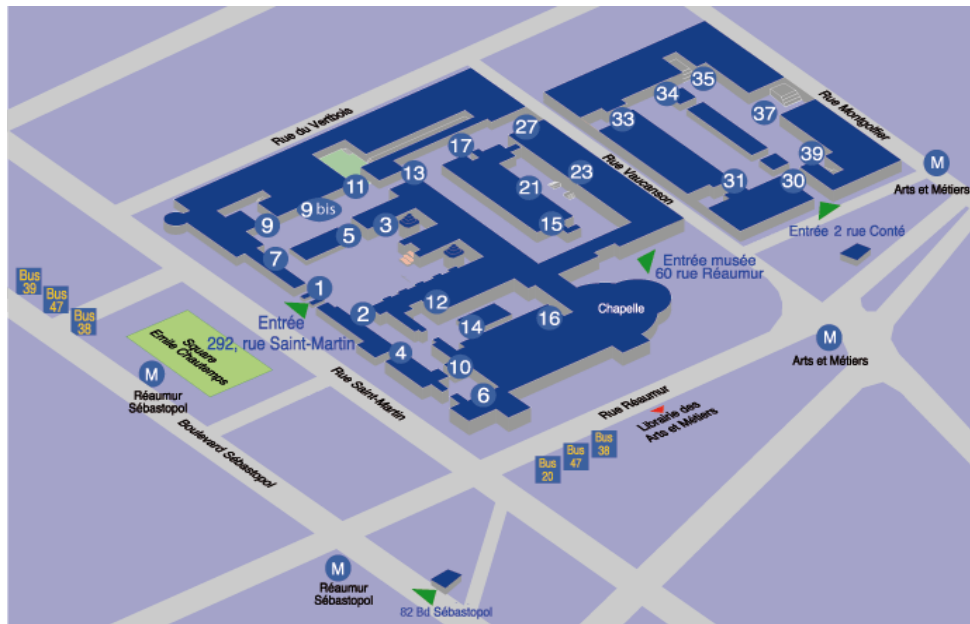 35
34
37
Rue Montgolfier
33
27
Rue du Vertbois
17
39
M
Arts et Métiers
13
11
23
21
Rue Vaucanson
31
30
9 bis
9
3
5
15
Entrée 2 rue Conté
7
Entrée musée
60 rue Réaumur
Bus
39
Bus
47
Bus
38
1
12
16
Chapelle
2
14
Entrée
292, rue Saint-Martin
4
10
6
M
Arts et Métiers
Square
Emile Chautemps
M
Réaumur
Sébastopol
Rue Saint-Martin
Rue Réaumur
Librairie des
Arts et Métiers
Boulevard Sébastopol
Bus
38
Bus
47
Bus
20
M
Réaumur
Sébastopol
82 Bd Sébastopol